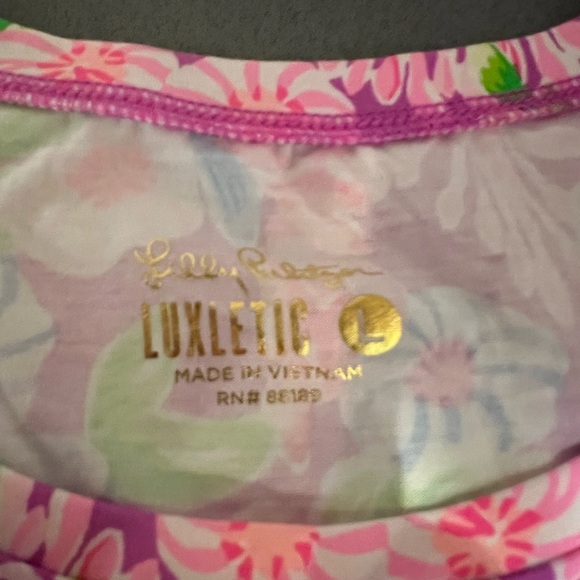 Lilly Pulitzer
LUXLETIC L
MADE IN VIETNAM
RN# 88189